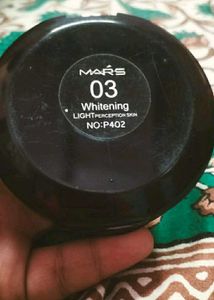 MARS
03
Whitening
LIGHT PERCEPTION SKIN
NO:P402